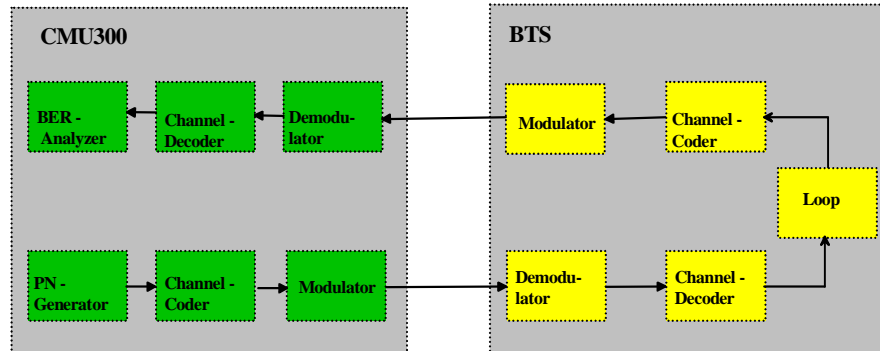 CMU300
BTS
BER -
Analyzer
Channel -
Decoder
Demodu-
lator
Modulator
Channel -
Coder
Loop
PN -
Generator
Channel -
Coder
Modulator
Demodu-
lator
Channel -
Decoder